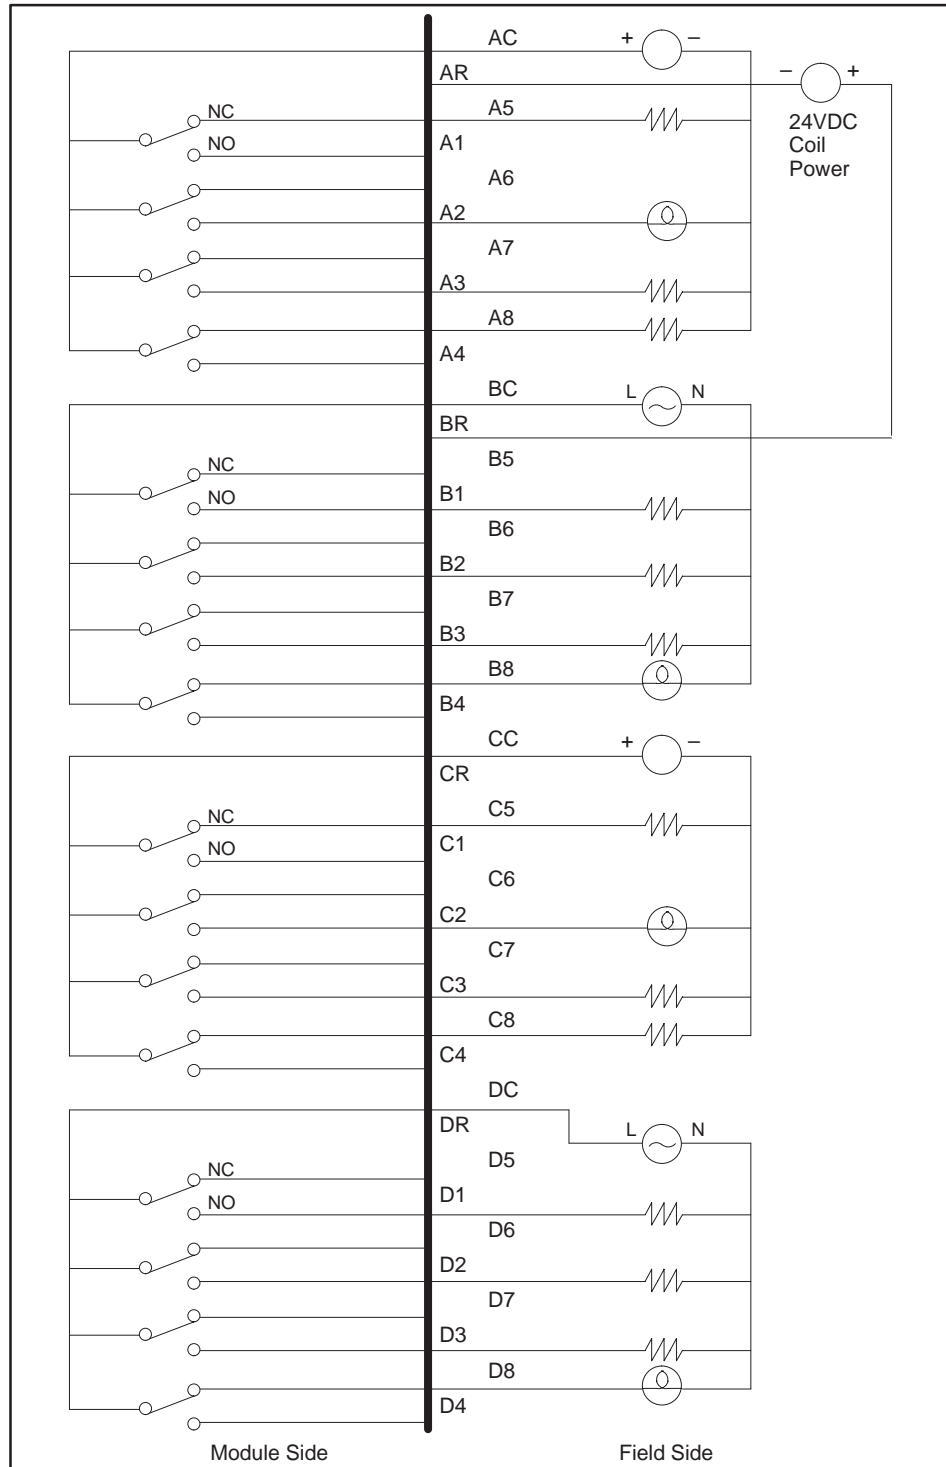 AC
+ –
AR
– +
NC
A5
24VDC
Coil
Power
NO
A1
A6
A2
A7
A3
A8
A4
BC
L N
BR
B5
NC
B1
NO
B6
B2
B7
B3
B8
B4
CC
+ –
CR
C5
NC
C1
NO
C6
C2
C7
C3
C8
C4
DC
DR
L N
D5
NC
D1
NO
D6
D2
D7
D3
D8
D4
Module Side
Field Side